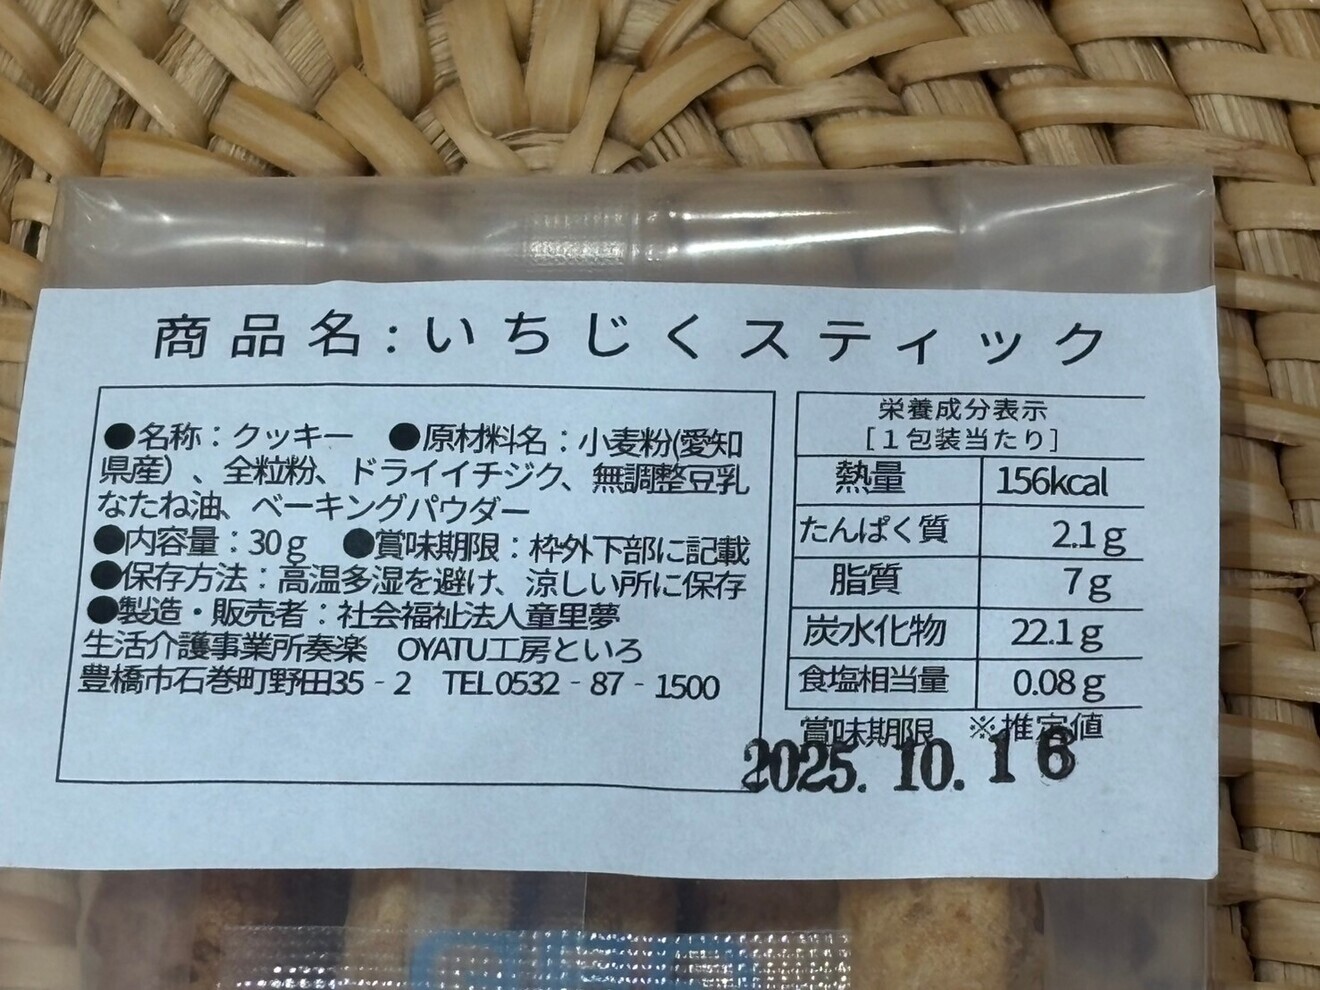 商品名:いちじくスティック
●名称：クッキー　●原材料名：小麦粉(愛知
県産）、全粒粉、ドライイチジク、無調整豆乳
なたね油、ベーキングパウダー
●内容量：30ｇ　●賞味期限：枠外下部に記載
●保存方法：高温多湿を避け、涼しい所に保存
●製造・販売者：社会福祉法人童里夢
生活介護事業所奏楽　OYATU工房といろ
豊橋市石巻町野田35‐2　TEL0532‐87‐1500
栄養成分表示
[１包装当たり]
熱量 156kcal
たんぱく質 2.1ｇ
脂質 7ｇ
炭水化物 22.1ｇ
食塩相当量 0.08ｇ
賞味期限　※推定値
2025.10.16